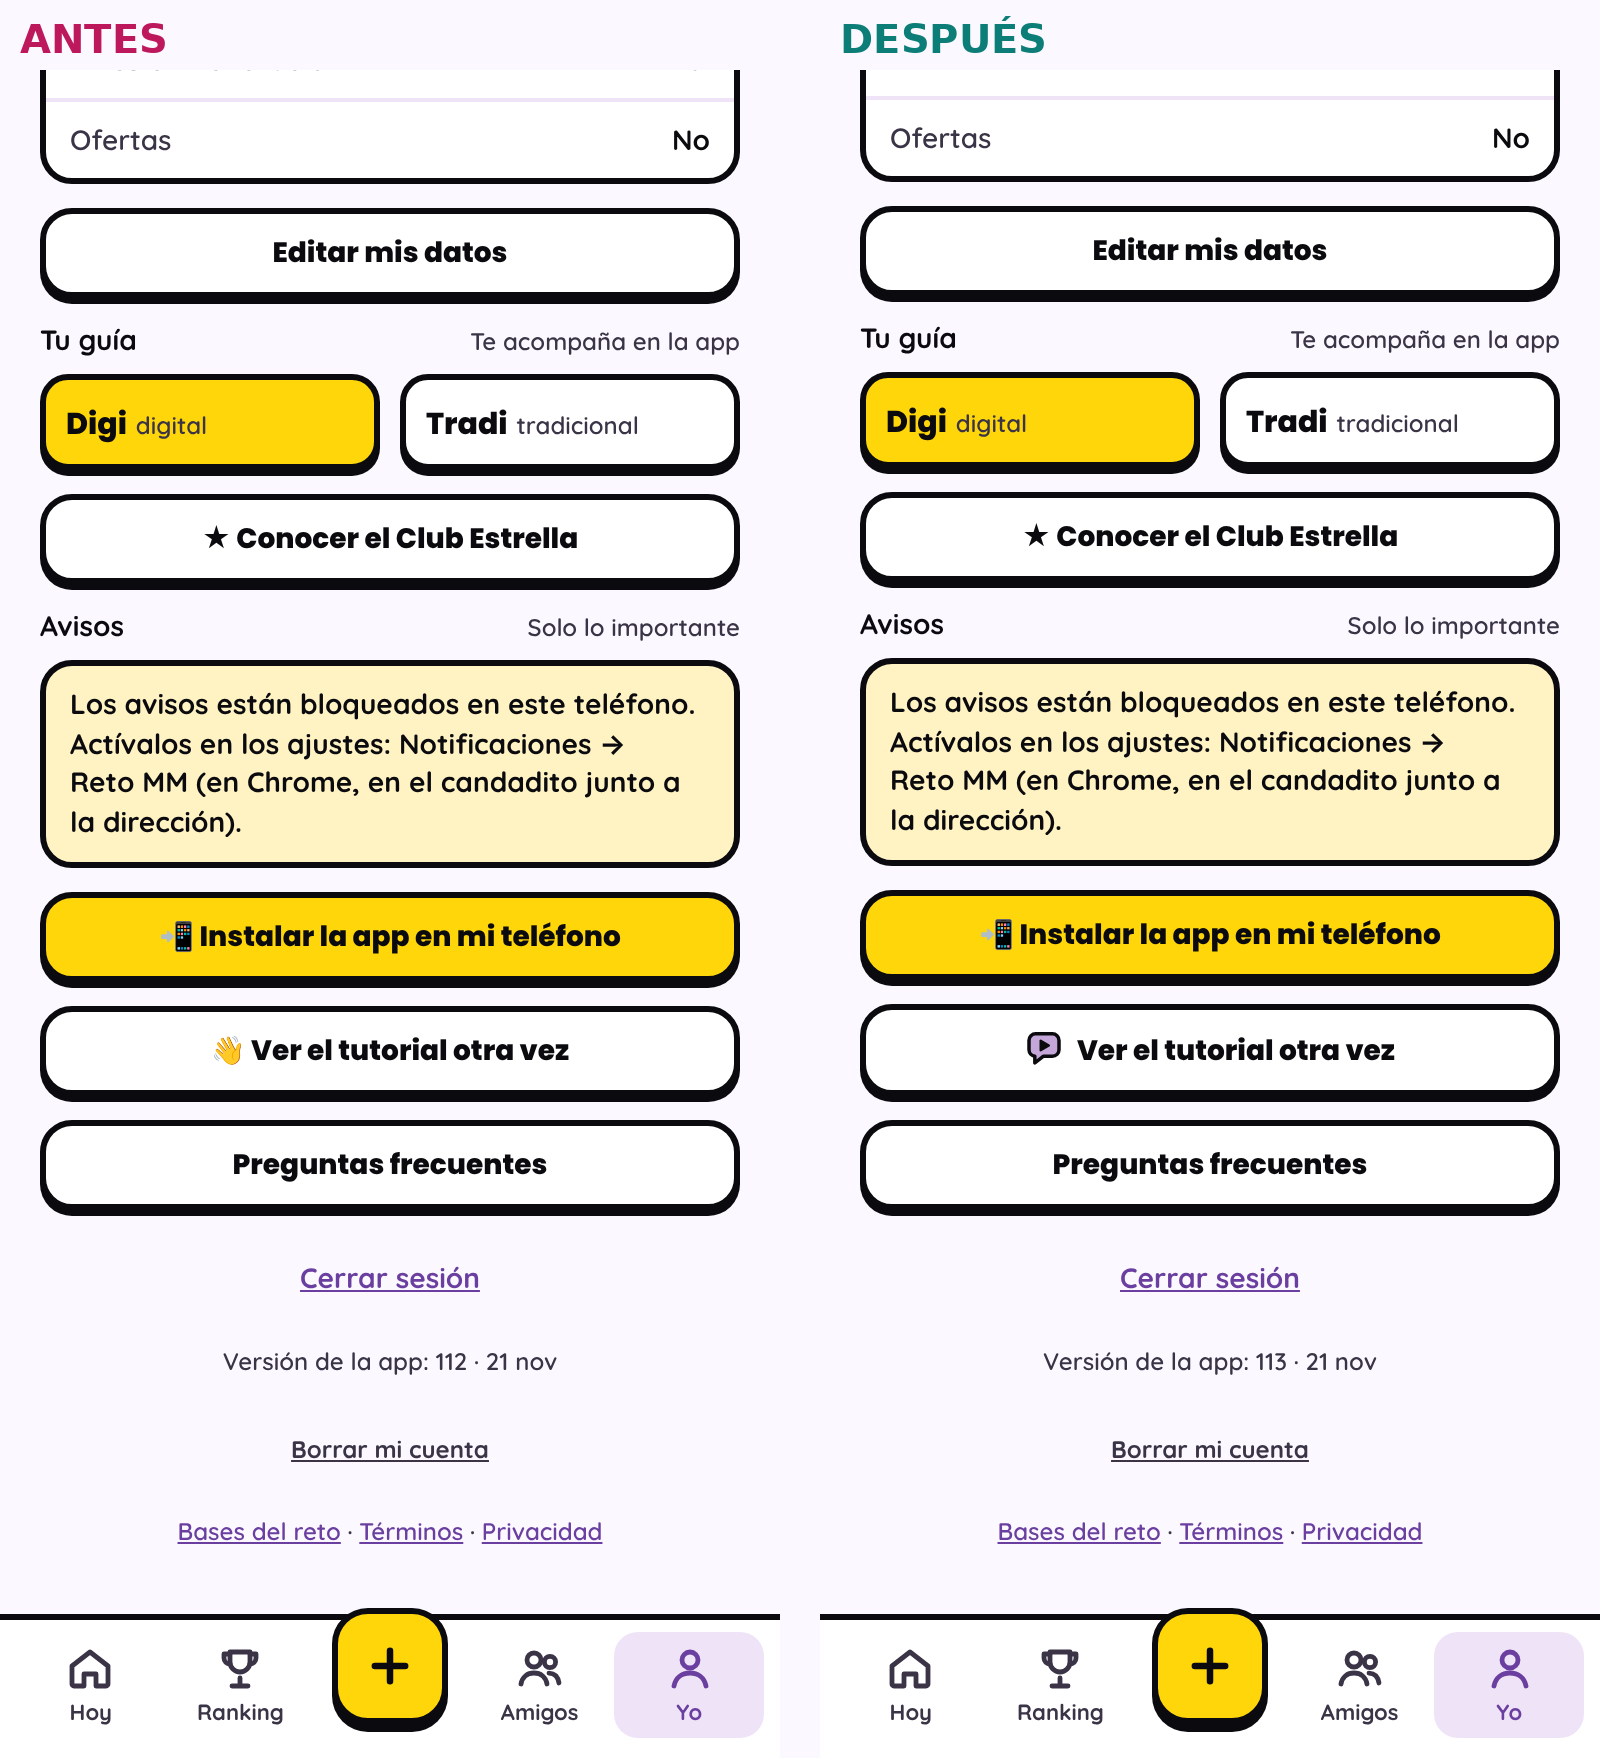 ANTES
Ofertas No
Editar mis datos
Tu guía Te acompaña en la app
Digi digital Tradi tradicional
★ Conocer el Club Estrella
Avisos Solo lo importante
Los avisos están bloqueados en este teléfono.
Actívalos en los ajustes: Notificaciones →
Reto MM (en Chrome, en el candadito junto a
la dirección).
📲 Instalar la app en mi teléfono
👋 Ver el tutorial otra vez
Preguntas frecuentes
Cerrar sesión
Versión de la app: 112 · 21 nov
Borrar mi cuenta
Bases del reto · Términos · Privacidad
Hoy Ranking + Amigos Yo
DESPUÉS
Ofertas No
Editar mis datos
Tu guía Te acompaña en la app
Digi digital Tradi tradicional
★ Conocer el Club Estrella
Avisos Solo lo importante
Los avisos están bloqueados en este teléfono.
Actívalos en los ajustes: Notificaciones →
Reto MM (en Chrome, en el candadito junto a
la dirección).
📲 Instalar la app en mi teléfono
Ver el tutorial otra vez
Preguntas frecuentes
Cerrar sesión
Versión de la app: 113 · 21 nov
Borrar mi cuenta
Bases del reto · Términos · Privacidad
Hoy Ranking + Amigos Yo